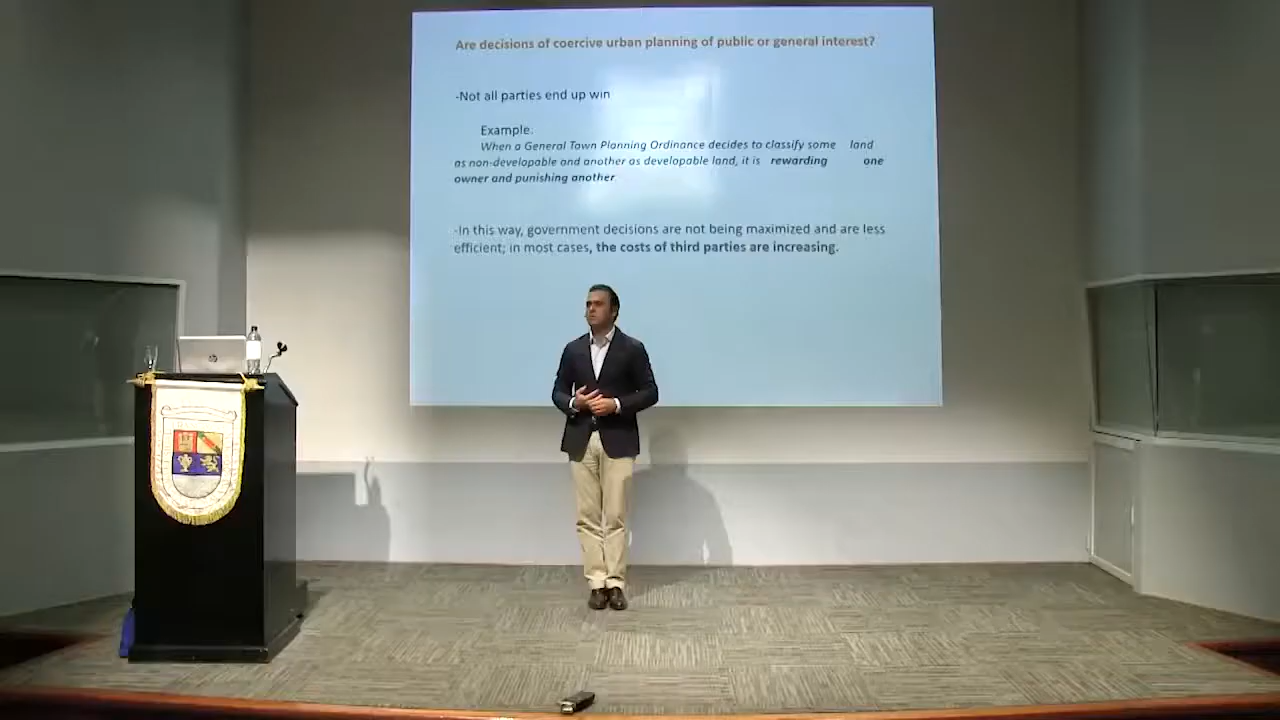 Are decisions of coercive urban planning of public or general interest?
-Not all parties end up win
Example.
When a General Town Planning Ordinance decides to classify some land
as non-developable and another as developable land, it is rewarding one
owner and punishing another
-In this way, government decisions are not being maximized and are less
efficient; in most cases, the costs of third parties are increasing.
hp